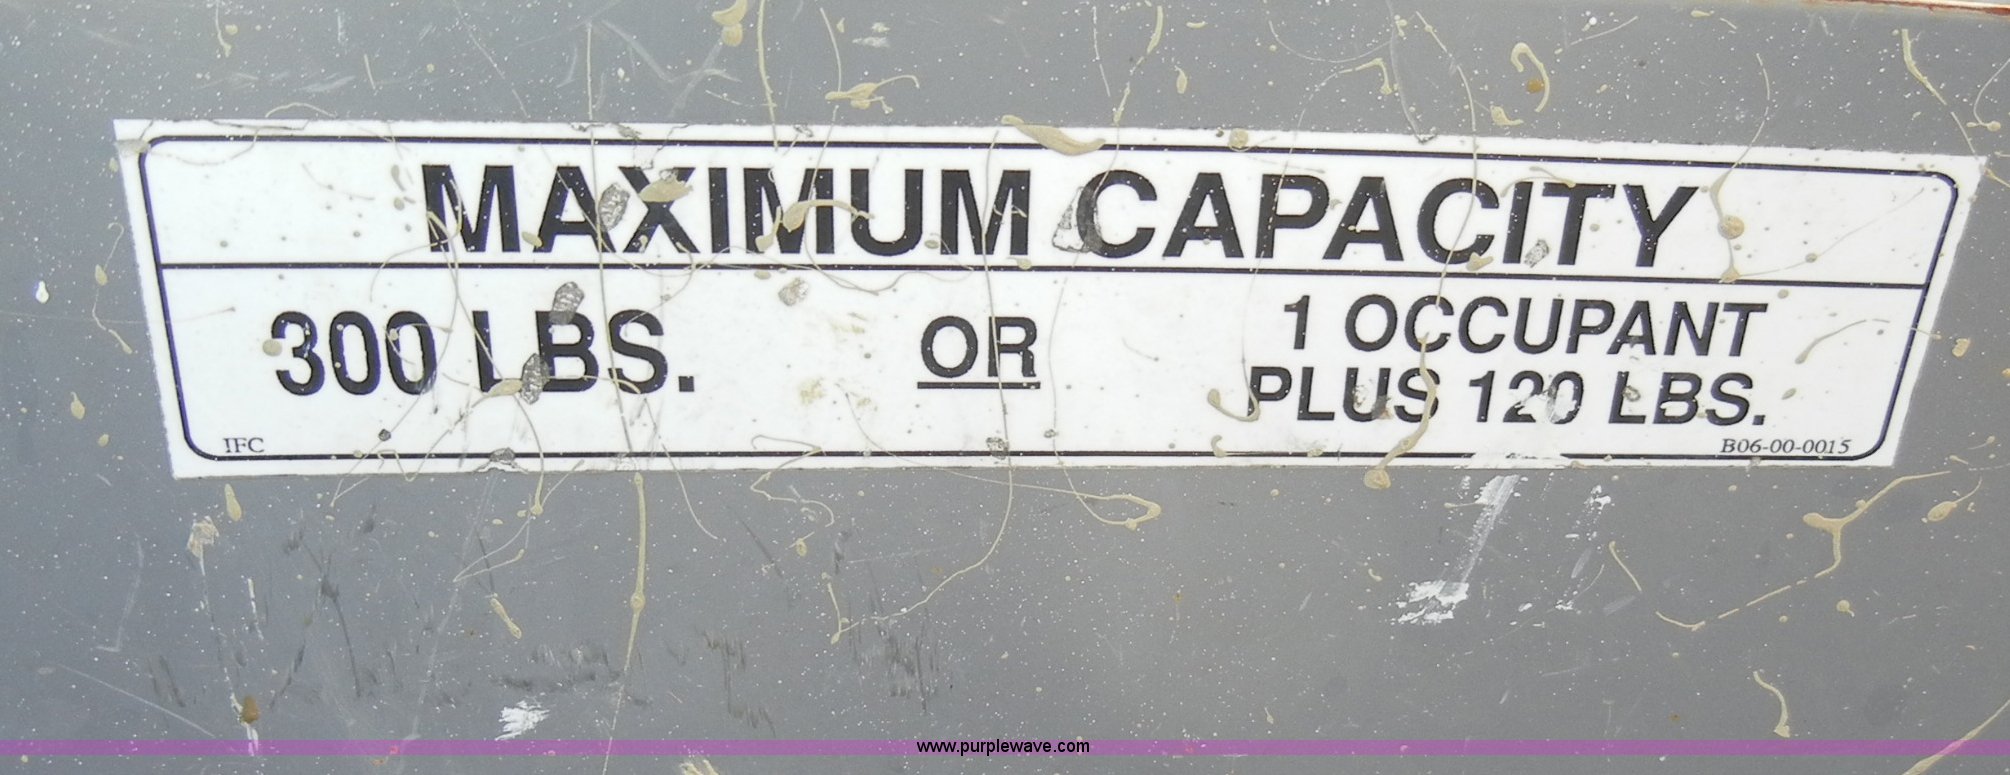 MAXIMUM CAPACITY
300 LBS. OR 1 OCCUPANT
PLUS 120 LBS.
IFC
B06-00-0015
www.purplewave.com